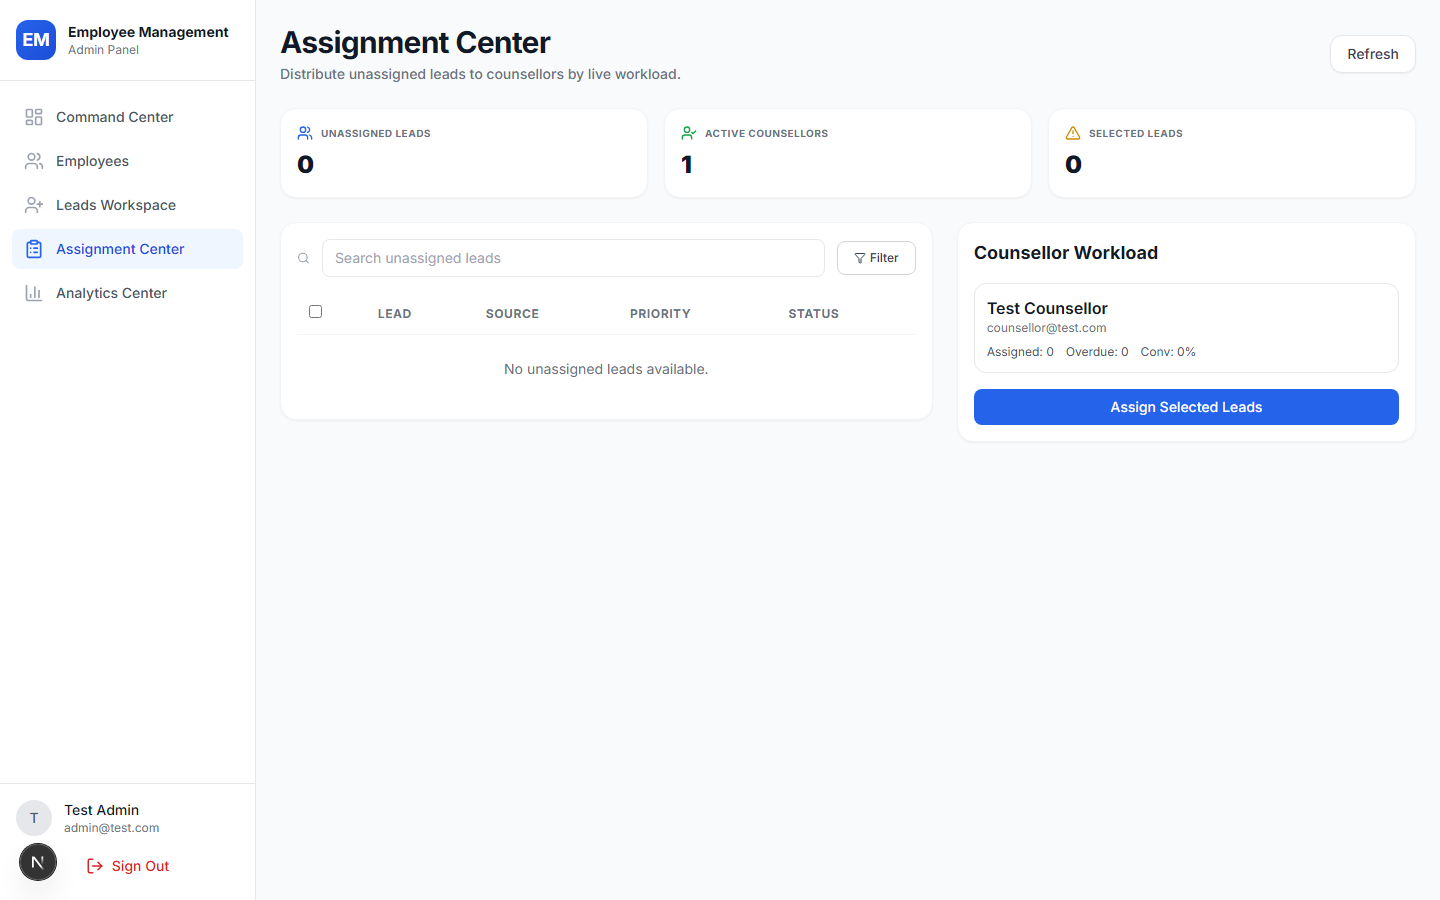 EM
Employee Management
Admin Panel
Command Center
Employees
Leads Workspace
Assignment Center
Analytics Center
T
Test Admin
admin@test.com
N
Sign Out
Assignment Center
Distribute unassigned leads to counsellors by live workload.
Refresh
UNASSIGNED LEADS
0
ACTIVE COUNSELLORS
1
SELECTED LEADS
0
Search unassigned leads
Filter
LEAD SOURCE PRIORITY STATUS
No unassigned leads available.
Counsellor Workload
Test Counsellor
counsellor@test.com
Assigned: 0 Overdue: 0 Conv: 0%
Assign Selected Leads